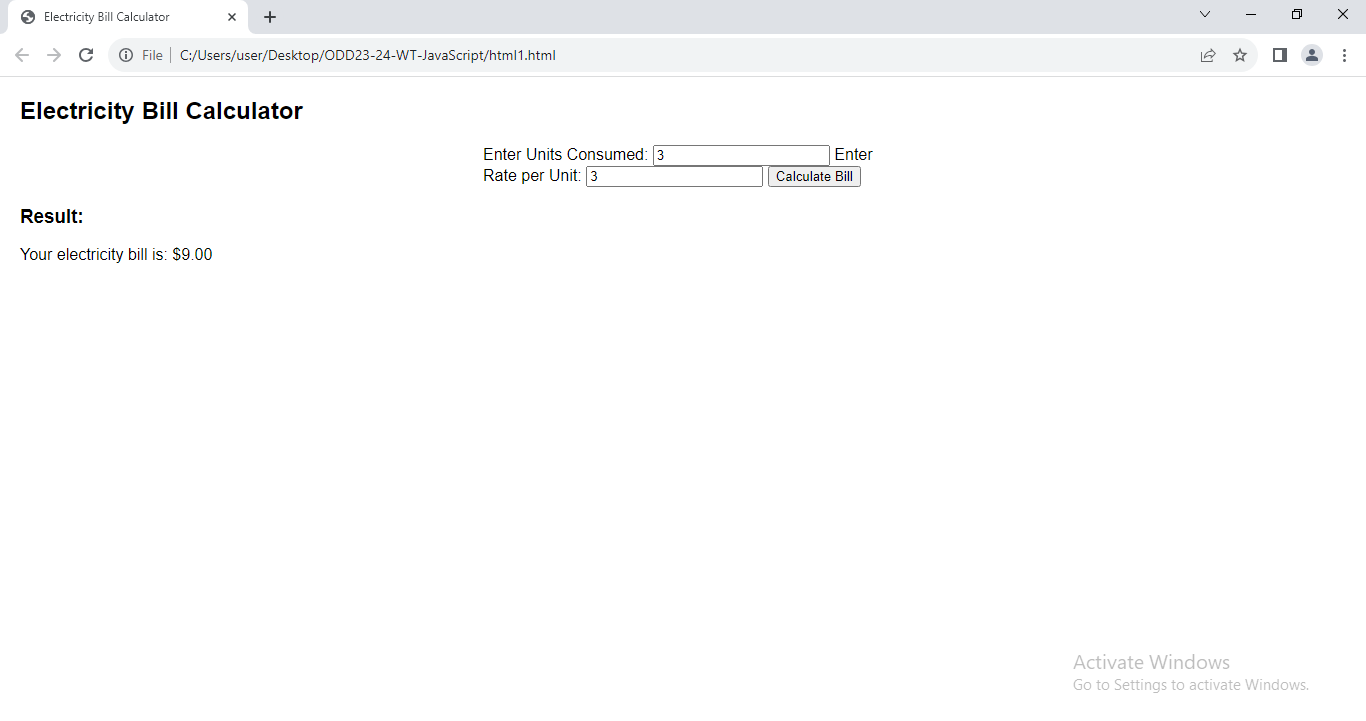 Electricity Bill Calculator
File C:/Users/user/Desktop/ODD23-24-WT-JavaScript/html1.html
Electricity Bill Calculator
Enter Units Consumed: 3 Enter
Rate per Unit: 3 Calculate Bill
Result:
Your electricity bill is: $9.00
Activate Windows
Go to Settings to activate Windows.